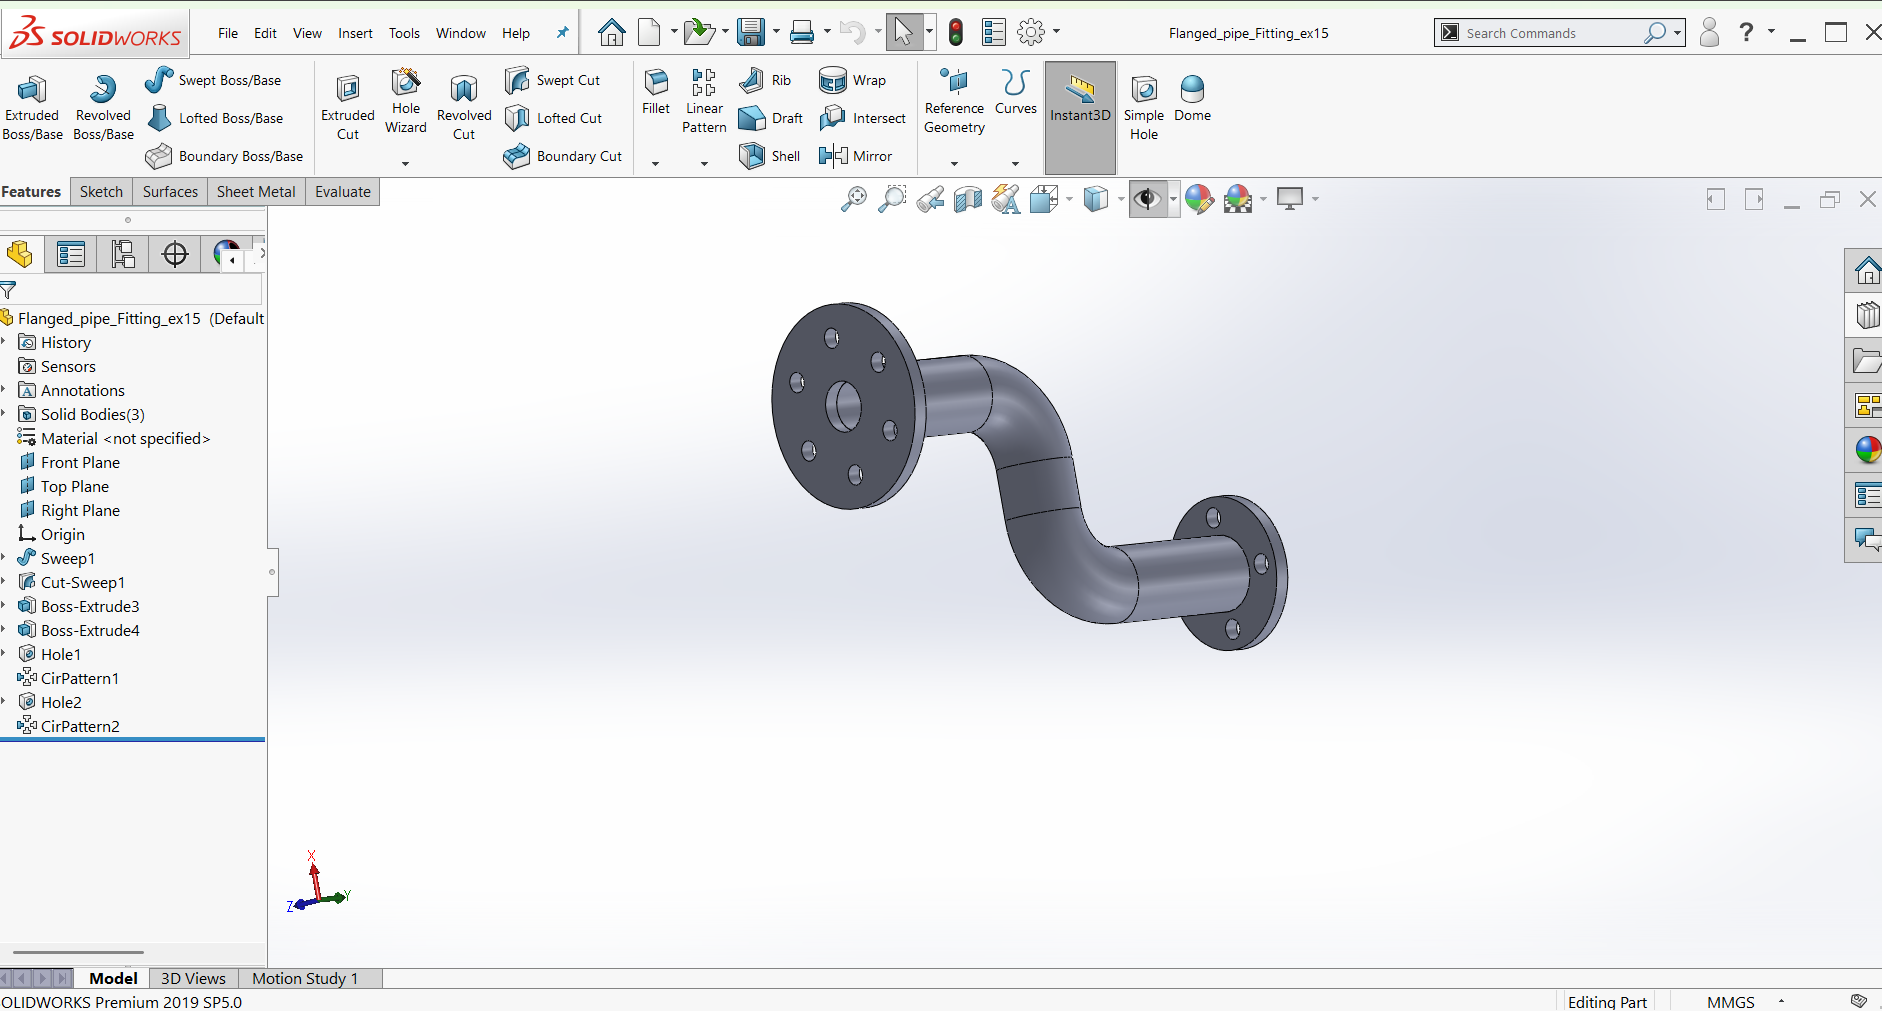 SOLIDWORKS
File Edit View Insert Tools Window Help
Flanged_pipe_Fitting_ex15
Search Commands
?
Extruded Boss/Base
Revolved Boss/Base
Swept Boss/Base
Lofted Boss/Base
Boundary Boss/Base
Extruded Cut
Hole Wizard
Revolved Cut
Swept Cut
Lofted Cut
Boundary Cut
Fillet
Linear Pattern
Rib
Draft
Shell
Wrap
Intersect
Mirror
Reference Geometry
Curves
Instant3D
Simple Hole
Dome
Features Sketch Surfaces Sheet Metal Evaluate
Flanged_pipe_Fitting_ex15 (Default
History
Sensors
Annotations
Solid Bodies(3)
Material <not specified>
Front Plane
Top Plane
Right Plane
Origin
Sweep1
Cut-Sweep1
Boss-Extrude3
Boss-Extrude4
Hole1
CirPattern1
Hole2
CirPattern2
X
Y
Z
Model 3D Views Motion Study 1
OLIDWORKS Premium 2019 SP5.0
Editing Part
MMGS